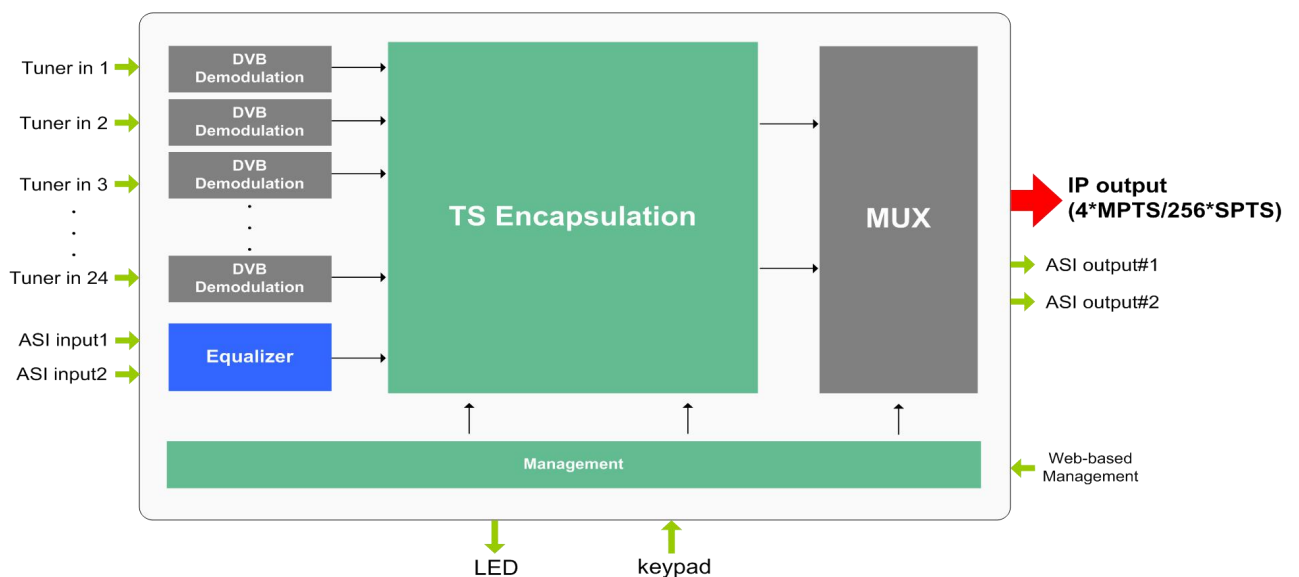 Tuner in 1
DVB
Demodulation
Tuner in 2
DVB
Demodulation
Tuner in 3
DVB
Demodulation
Tuner in 24
DVB
Demodulation
ASI input1
ASI input2
Equalizer
TS Encapsulation
MUX
IP output
(4*MPTS/256*SPTS)
ASI output#1
ASI output#2
Management
Web-based
Management
LED
keypad